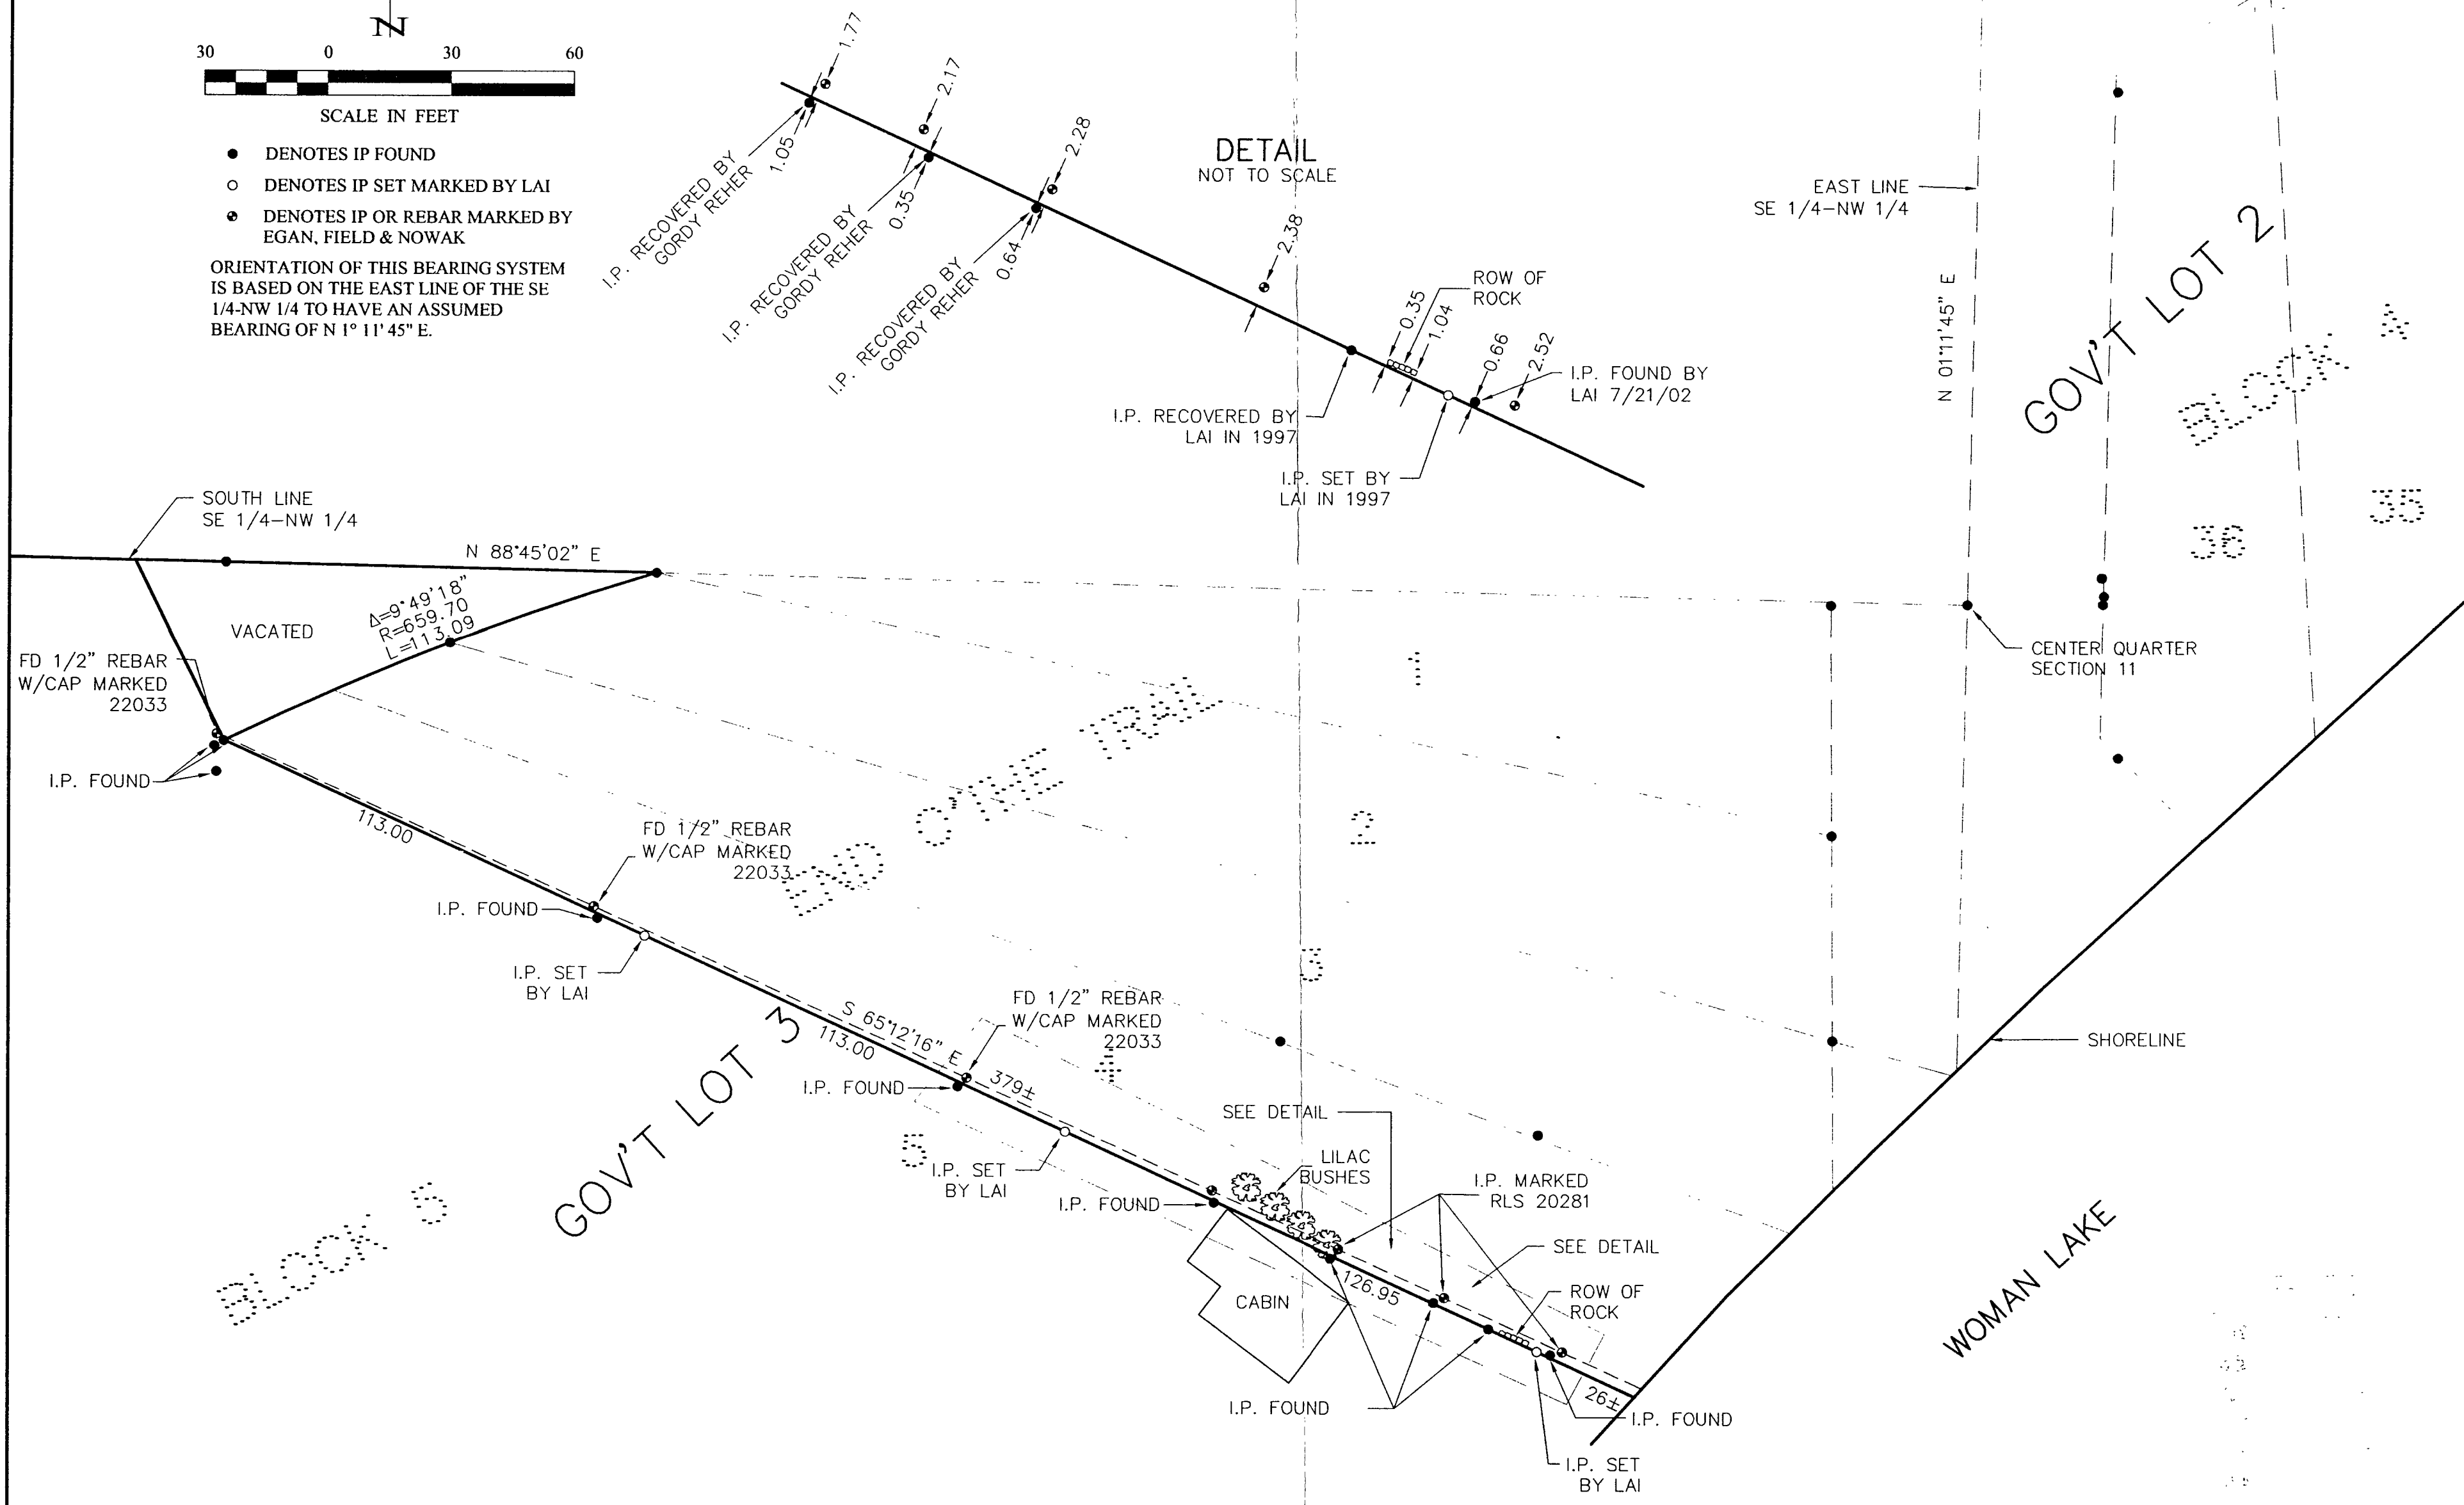 N
30 0 30 60
SCALE IN FEET
DENOTES IP FOUND
DENOTES IP SET MARKED BY LAI
DENOTES IP OR REBAR MARKED BY
EGAN, FIELD & NOWAK
ORIENTATION OF THIS BEARING SYSTEM
IS BASED ON THE EAST LINE OF THE SE
1/4-NW 1/4 TO HAVE AN ASSUMED
BEARING OF N 1° 11' 45" E.
DETAIL
NOT TO SCALE
1.77
1.05
I.P. RECOVERED BY
GORDY REHER
2.17
0.35
I.P. RECOVERED BY
GORDY REHER
2.28
0.64
I.P. RECOVERED BY
GORDY REHER
2.38
0.35
1.04
ROW OF
ROCK
0.66
2.52
I.P. FOUND BY
LAI 7/21/02
I.P. RECOVERED BY
LAI IN 1997
I.P. SET BY
LAI IN 1997
EAST LINE
SE 1/4-NW 1/4
N 01°11'45" E
GOV'T LOT 2
BLOCK A
36
35
SOUTH LINE
SE 1/4-NW 1/4
N 88°45'02" E
Δ=9°49'18"
R=659.70
L=113.09
VACATED
FD 1/2" REBAR
W/CAP MARKED
22033
I.P. FOUND
CENTER QUARTER
SECTION 11
1
END O'THE TRAIL
2
3
4
5
113.00
FD 1/2" REBAR
W/CAP MARKED
22033
I.P. FOUND
I.P. SET
BY LAI
S 65°12'16" E
113.00
379±
FD 1/2" REBAR
W/CAP MARKED
22033
I.P. FOUND
I.P. SET
BY LAI
GOV'T LOT 3
BLOCK 5
SHORELINE
SEE DETAIL
LILAC
BUSHES
I.P. FOUND
I.P. MARKED
RLS 20281
SEE DETAIL
ROW OF
ROCK
CABIN
126.95
26±
I.P. FOUND
I.P. FOUND
I.P. SET
BY LAI
WOMAN LAKE